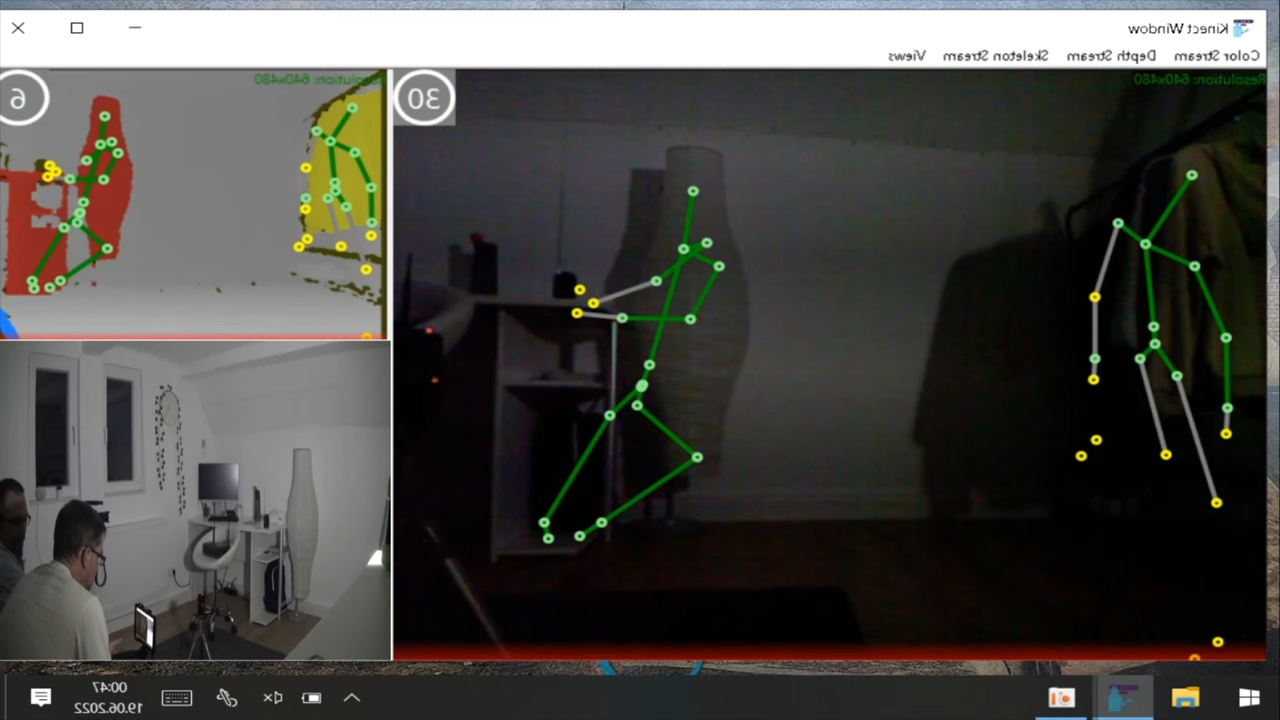 Kinect Window
Color Stream Depth Stream Skeleton Stream Views
Resolution: 640x480
30
Resolution: 640x480
6
00:47
19.06.2022